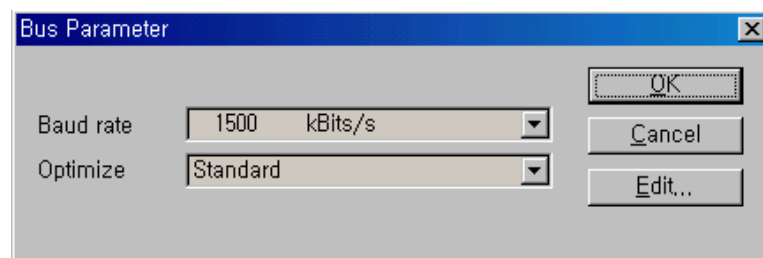 Bus Parameter
OK
Baud rate 1500 kBits/s
Cancel
Optimize Standard
Edit...